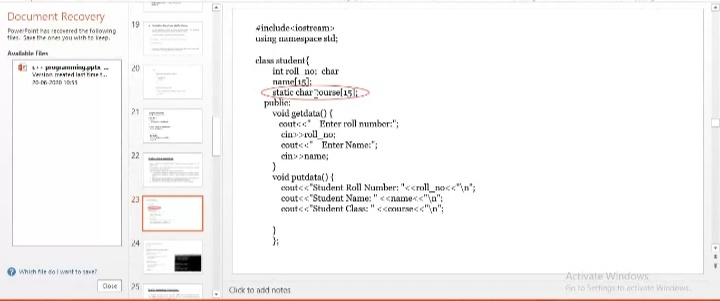 Document Recovery
PowerPoint has recovered the following
files. Save the ones you wish to keep.
Available files
programming.pptx
Version created last time t...
20-06-2020 10:51
Which file do I want to save?
Close
19
20
21
22
23
24
25
#include<iostream>
using namespace std;
class student{
int roll_no; char
name[15];
static char course[15];
public:
void getdata() {
cout<<" Enter roll number:";
cin>>roll_no;
cout<<" Enter Name:";
cin>>name;
}
void putdata() {
cout<<"Student Roll Number: "<<roll_no<<"\n";
cout<<"Student Name: "<<name<<"\n";
cout<<"Student Class: "<<course<<"\n";
}
};
Click to add notes
Activate Windows
Go to Settings to activate Windows.